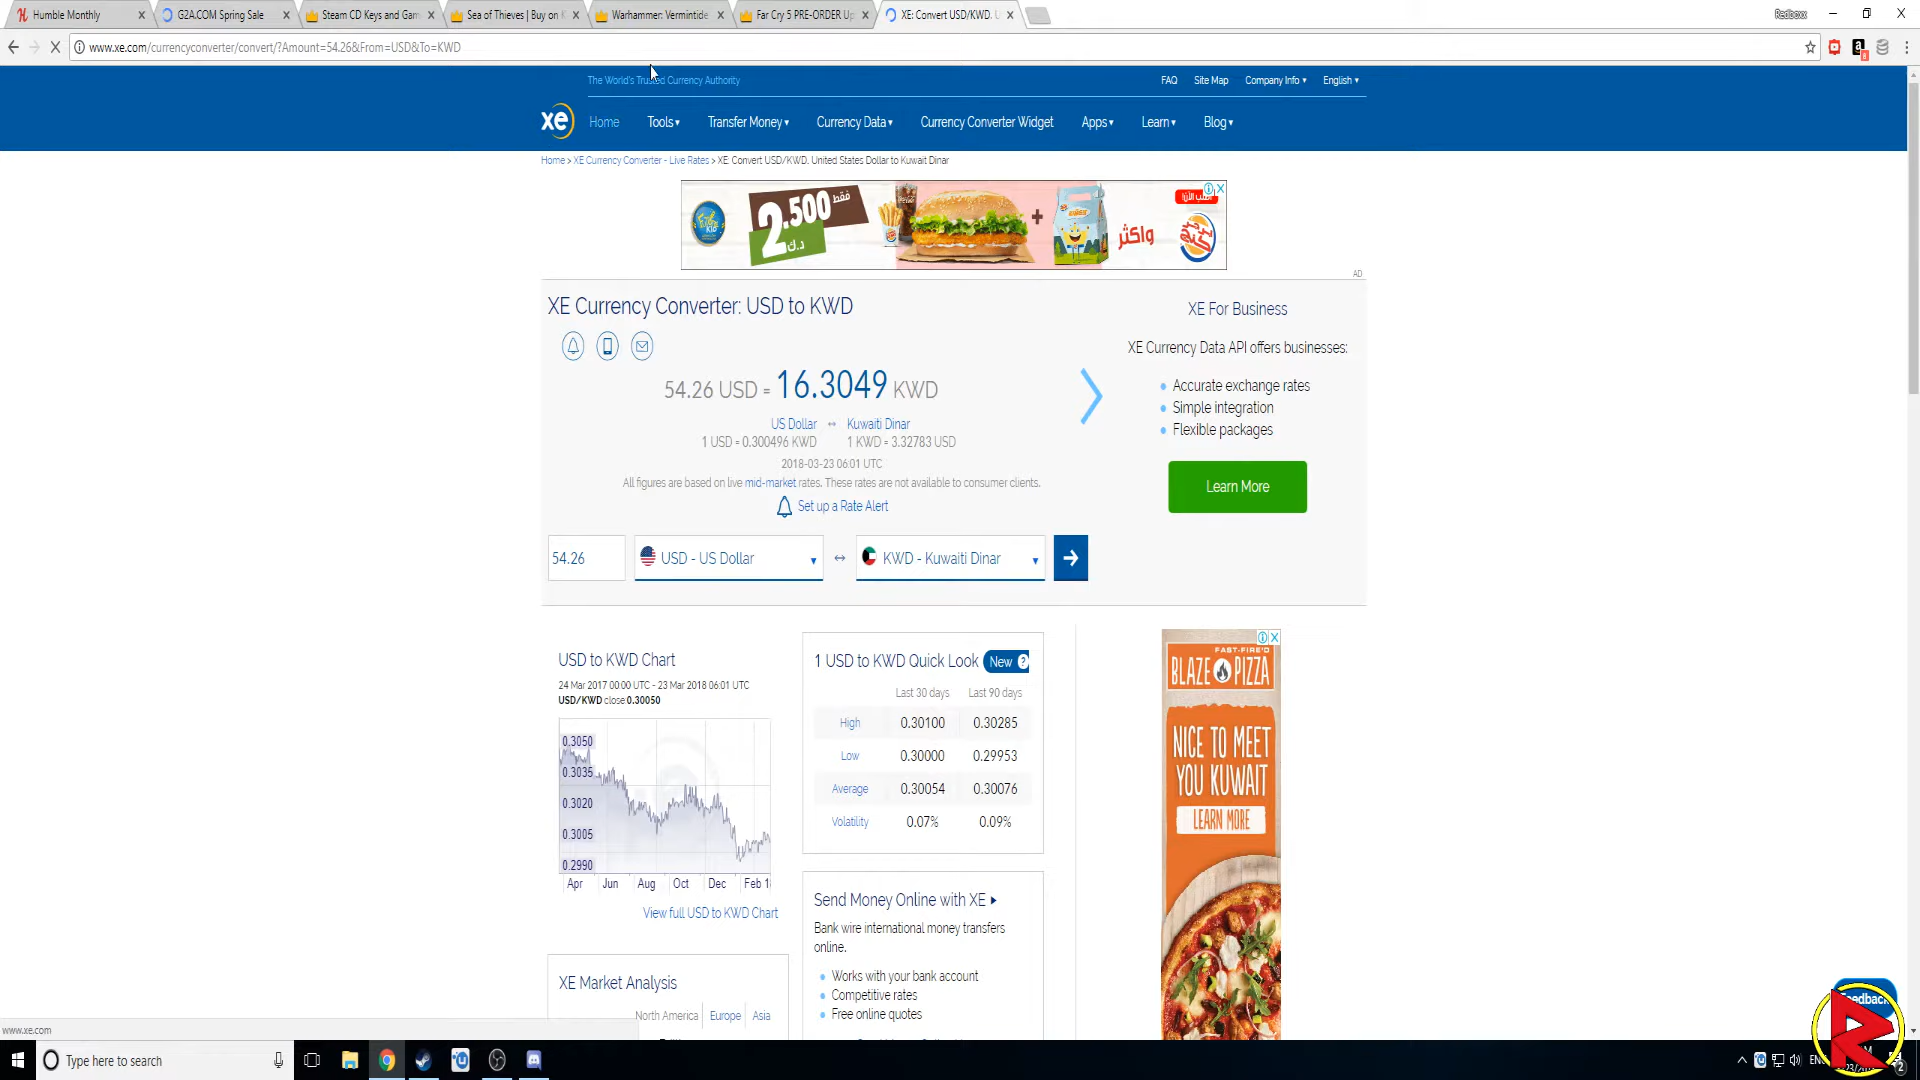 Humble Monthly
G2A.COM Spring Sale
Steam CD Keys and Gam
Sea of Thieves | Buy on K
Warhammer: Vermintide
Far Cry 5 PRE-ORDER Up
XE: Convert USD/KWD. U
Redboxx
www.xe.com/currencyconverter/convert/?Amount=54.26&From=USD&To=KWD
The World's Trusted Currency Authority
FAQ Site Map Company Info English
xe Home Tools Transfer Money Currency Data Currency Converter Widget Apps Learn Blog
Home > XE Currency Converter - Live Rates > XE: Convert USD/KWD. United States Dollar to Kuwait Dinar
فقط
2.500
د.ك
واكثر
AD
XE Currency Converter: USD to KWD
54.26 USD = 16.3049 KWD
US Dollar ↔ Kuwaiti Dinar
1 USD = 0.300496 KWD 1 KWD = 3.32783 USD
2018-03-23 06:01 UTC
All figures are based on live mid-market rates. These rates are not available to consumer clients.
Set up a Rate Alert
54.26 USD - US Dollar ↔ KWD - Kuwaiti Dinar
XE For Business
XE Currency Data API offers businesses:
Accurate exchange rates
Simple integration
Flexible packages
Learn More
USD to KWD Chart
24 Mar 2017 00:00 UTC - 23 Mar 2018 06:01 UTC
USD/KWD close:0.30050
0.3050
0.3035
0.3020
0.3005
0.2990
Apr Jun Aug Oct Dec Feb 1
View full USD to KWD Chart
1 USD to KWD Quick Look New ?
Last 30 days Last 90 days
High 0.30100 0.30285
Low 0.30000 0.29953
Average 0.30054 0.30076
Volatility 0.07% 0.09%
Send Money Online with XE
Bank wire international money transfers
online.
Works with your bank account
Competitive rates
Free online quotes
XE Market Analysis
North America Europe Asia
FAST-FIRE'D
BLAZE PIZZA
NICE TO MEET
YOU KUWAIT
LEARN MORE
Feedback
www.xe.com
Type here to search